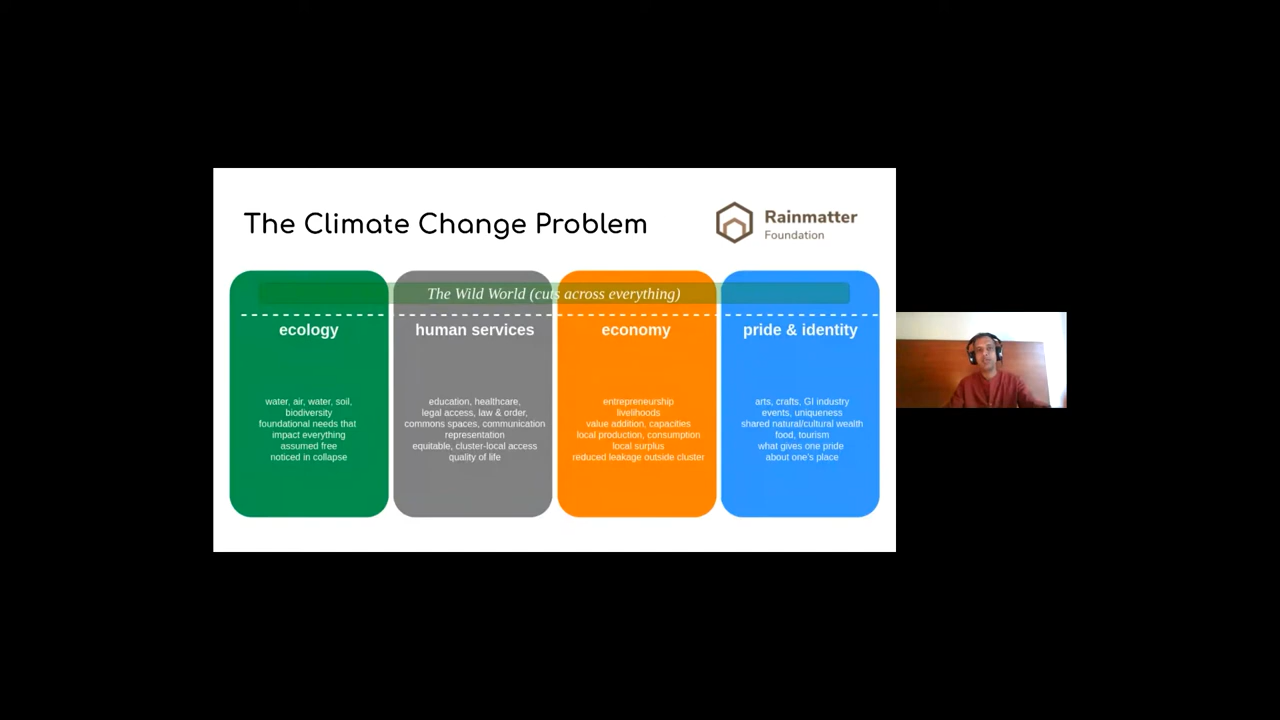 The Climate Change Problem
Rainmatter
Foundation
The Wild World (cuts across everything)
ecology
water, air, water, soil,
biodiversity
foundational needs that
impact everything
assumed free
noticed in collapse
human services
education, healthcare,
legal access, law & order,
commons spaces, communication
representation
equitable, cluster-local access
quality of life
economy
entrepreneurship
livelihoods
value addition, capacities
local production, consumption
local surplus
reduced leakage outside cluster
pride & identity
arts, crafts, GI industry
events, uniqueness
shared natural/cultural wealth
food, tourism
what gives one pride
about one's place